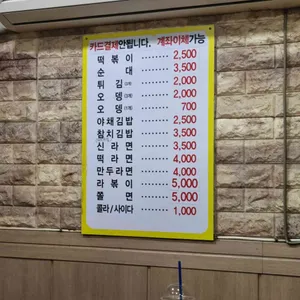 카드결제안됩니다. 계좌이체가능
떡볶이 ········ 2,500
순대 ········ 3,500
튀김 ········ 2,000
오뎅 ········ 2,000
오뎅 ········ 700
야채김밥 ········ 2,500
참치김밥 ········ 3,500
신라면 ········ 3,500
떡라면 ········ 4,000
만두라면 ········ 4,000
라볶이 ········ 5,000
쫄면 ········ 5,000
콜라/사이다 ········ 1,000